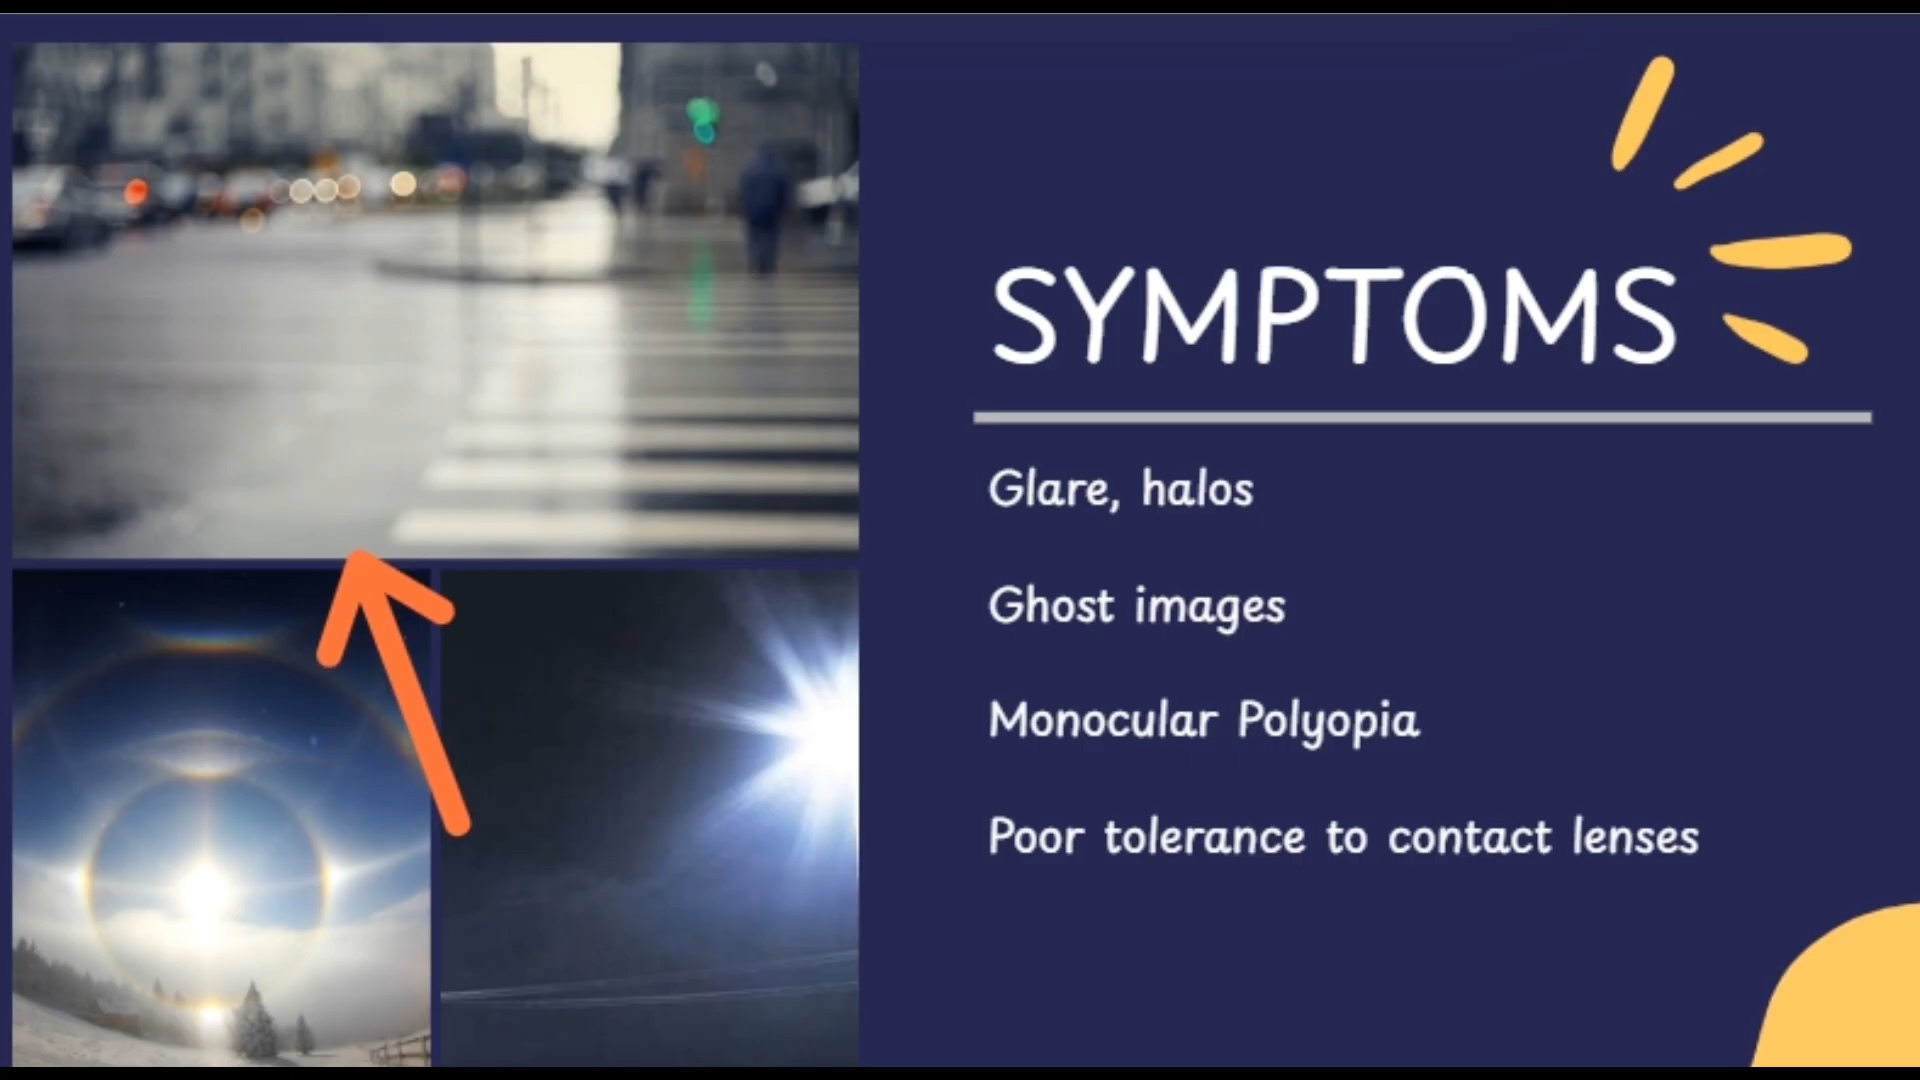 SYMPTOMS
Glare, halos
Ghost images
Monocular Polyopia
Poor tolerance to contact lenses